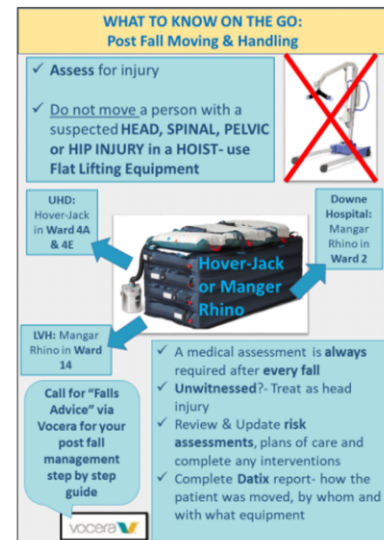 WHAT TO KNOW ON THE GO:
Post Fall Moving & Handling
✓ Assess for injury
✓ Do not move a person with a
suspected HEAD, SPINAL, PELVIC
or HIP INJURY in a HOIST- use
Flat Lifting Equipment
UHD:
Hover-Jack
in Ward 4A
& 4E
Downe
Hospital:
Mangar
Rhino in
Ward 2
Hover-Jack
or Manger
Rhino
LVH: Mangar
Rhino in Ward
14
✓ A medical assessment is always
required after every fall
✓ Unwitnessed?- Treat as head
injury
✓ Review & Update risk
assessments, plans of care and
complete any interventions
✓ Complete Datix report- how the
patient was moved, by whom and
with what equipment
Call for "Falls
Advice" via
Vocera for your
post fall
management
step by step
guide
vocera